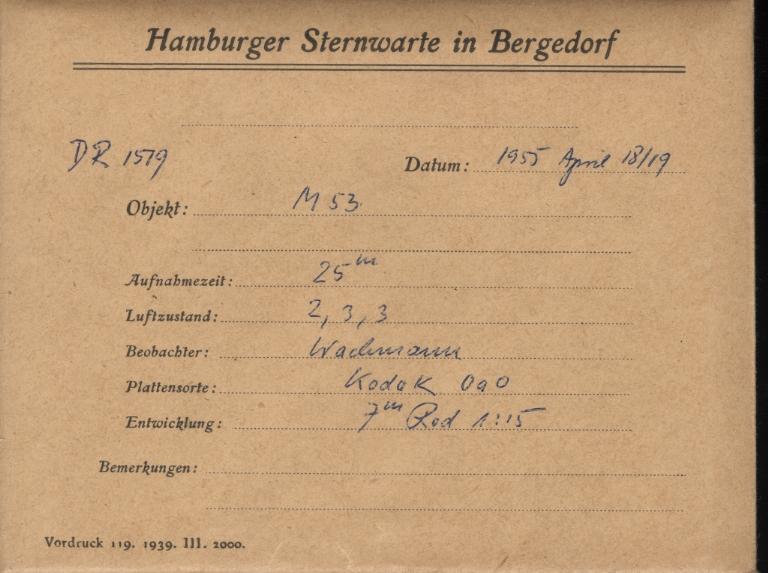 Hamburger Sternwarte in Bergedorf
DR 1579 Datum: 1955 April 18/19
Objekt: M 53
Aufnahmezeit: 25ᵐ
Luftzustand: 2, 3, 3
Beobachter: Wachmann
Plattensorte: Kodak OaO
Entwicklung: 7ᵐ Rod 1:15
Bemerkungen:
Vordruck 119. 1939. III. 2000.